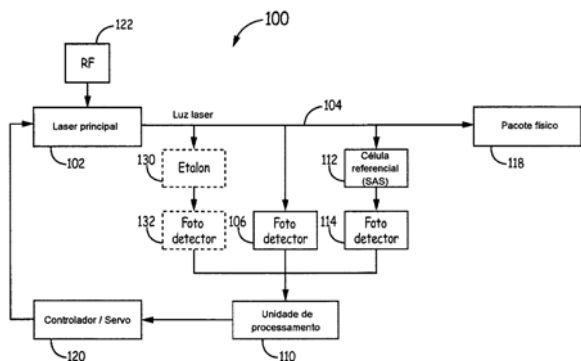 100
122
RF
Luz laser
104
Laser principal
102
Pacote físico
118
130
Etalon
112
Célula
referencial
(SAS)
132
Foto
detector
106
Foto
detector
114
Foto
detector
Controlador / Servo
120
Unidade de
processamento
110